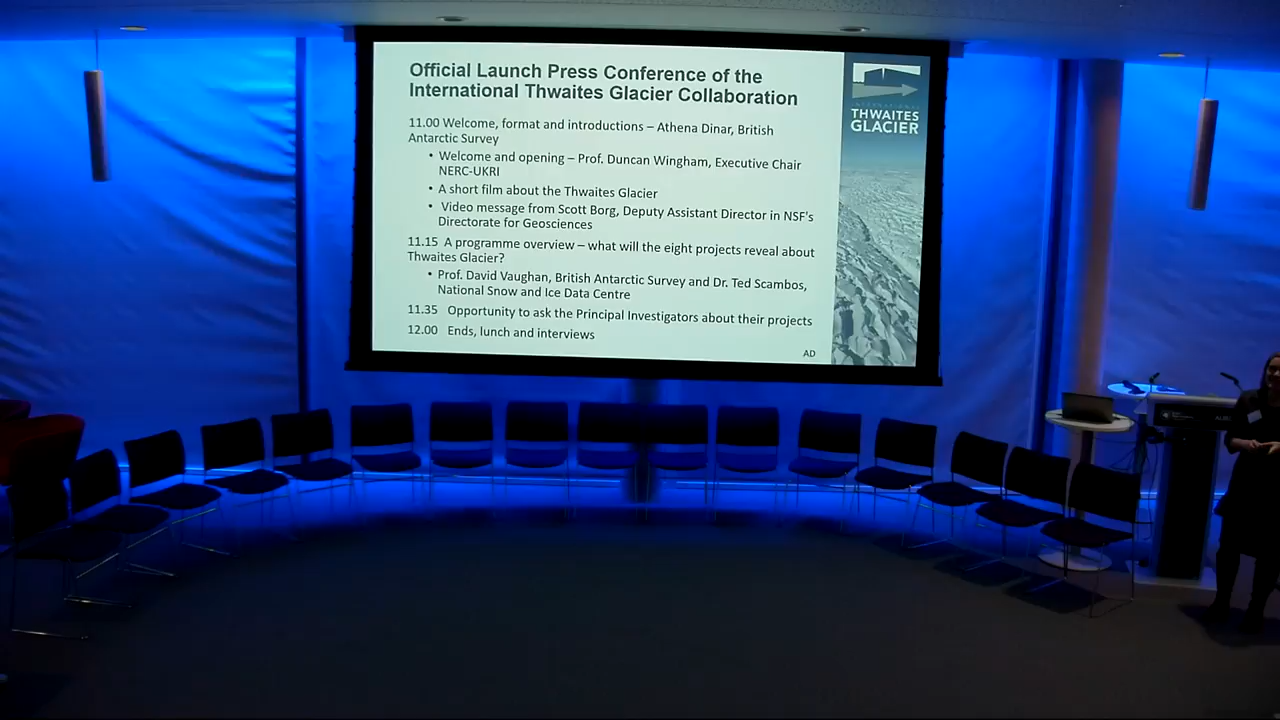 Official Launch Press Conference of the
International Thwaites Glacier Collaboration
11.00 Welcome, format and introductions – Athena Dinar, British
Antarctic Survey
• Welcome and opening – Prof. Duncan Wingham, Executive Chair
NERC-UKRI
• A short film about the Thwaites Glacier
• Video message from Scott Borg, Deputy Assistant Director in NSF's
Directorate for Geosciences
11.15 A programme overview – what will the eight projects reveal about
Thwaites Glacier?
• Prof. David Vaughan, British Antarctic Survey and Dr. Ted Scambos,
National Snow and Ice Data Centre
11.35 Opportunity to ask the Principal Investigators about their projects
12.00 Ends, lunch and interviews
AD
INTERNATIONAL
THWAITES
GLACIER